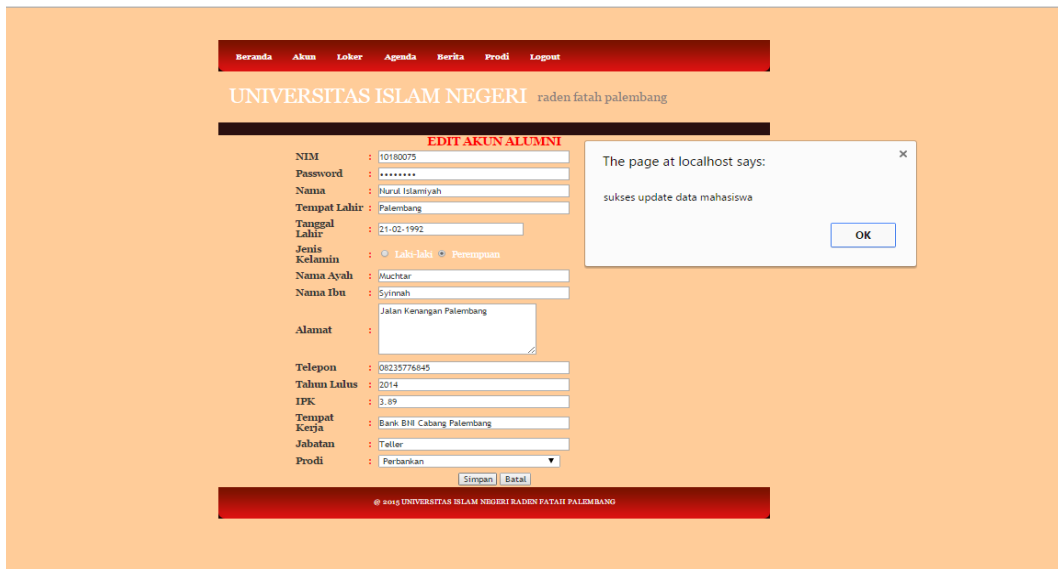 Beranda Akun Loker Agenda Berita Prodi Logout
UNIVERSITAS ISLAM NEGERI raden fatah palembang
EDIT AKUN ALUMNI
NIM : 10180075
Password : ••••••••
Nama : Nurul Islamiyah
Tempat Lahir : Palembang
Tanggal
Lahir : 21-02-1992
Jenis
Kelamin : Laki-laki Perempuan
Nama Ayah : Muchtar
Nama Ibu : Syinnah
Alamat : Jalan Kenangan Palembang
Telepon : 08235776845
Tahun Lulus : 2014
IPK : 3.89
Tempat
Kerja : Bank BNI Cabang Palembang
Jabatan : Teller
Prodi : Perbankan
Simpan Batal
@ 2015 UNIVERSITAS ISLAM NEGERI RADEN FATAH PALEMBANG
The page at localhost says:
sukses update data mahasiswa
OK